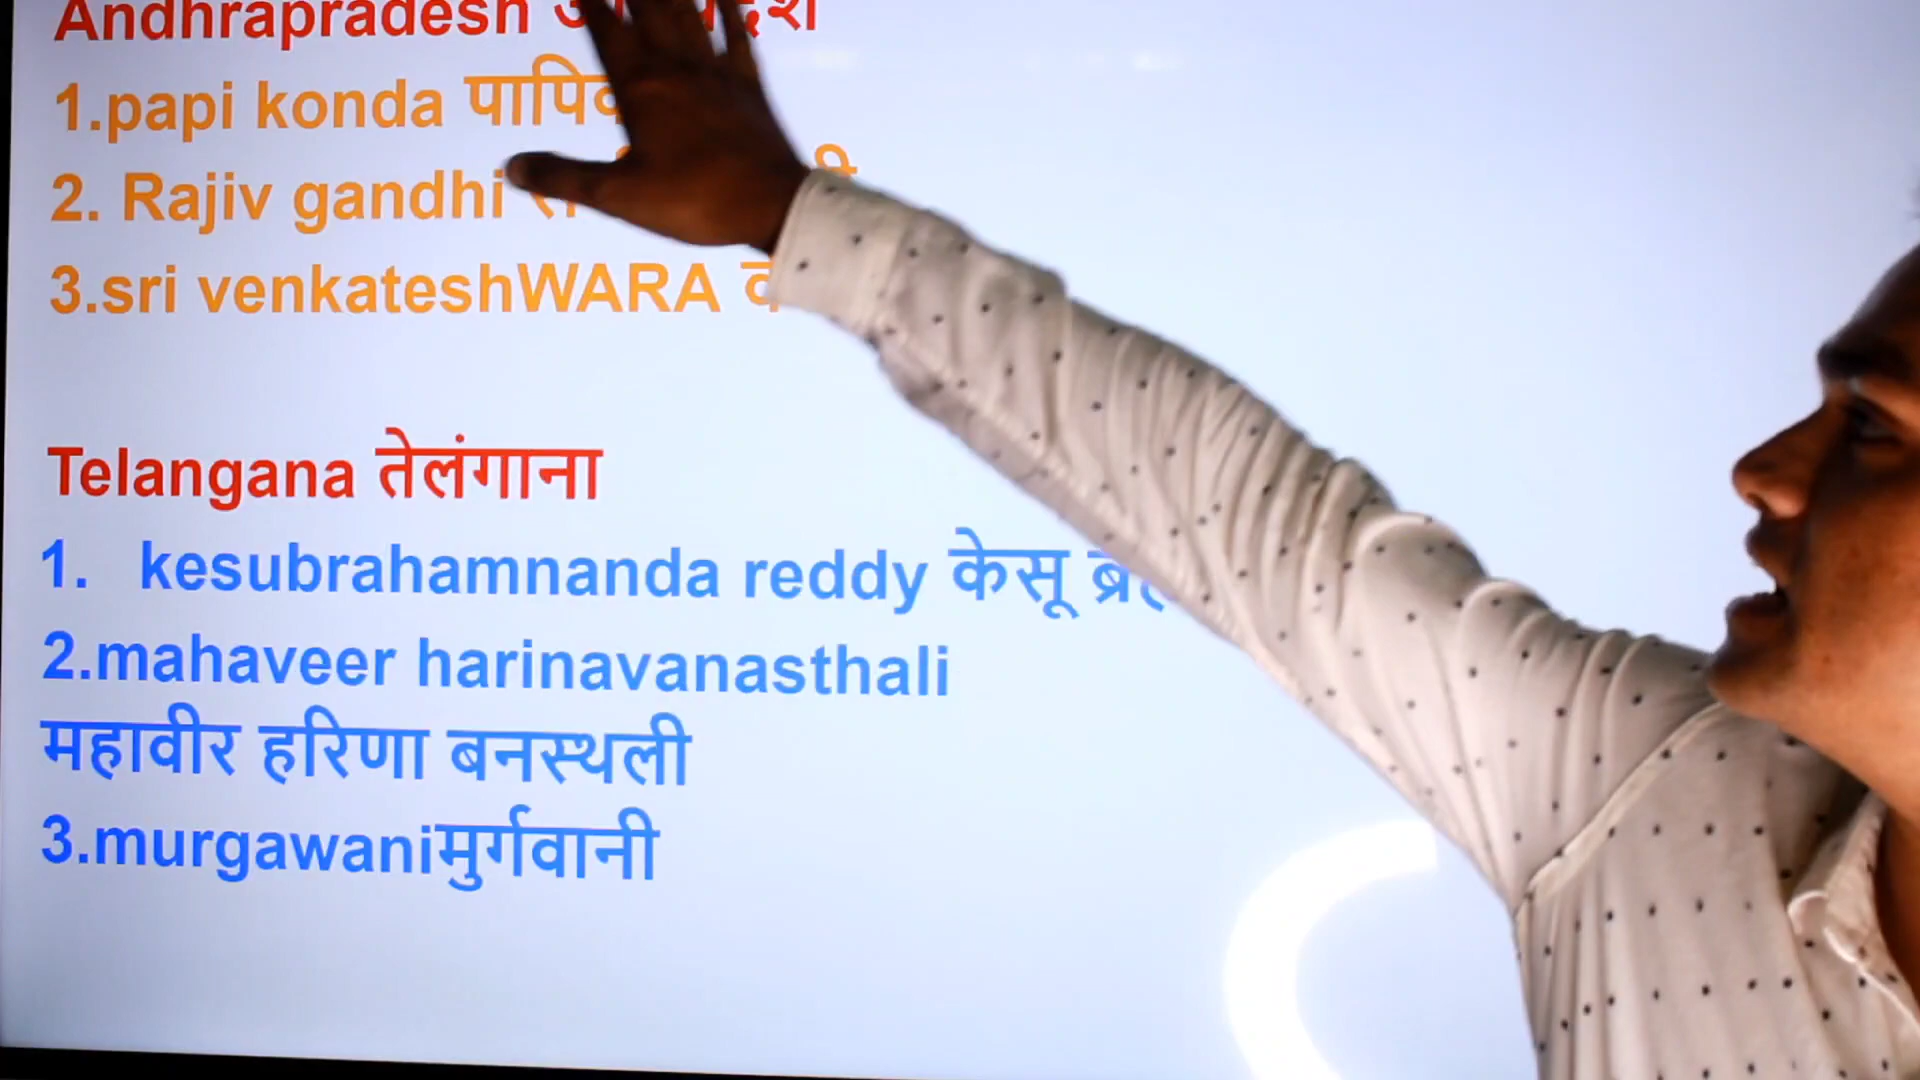 Andhrapradesh
1.papi konda
2. Rajiv gandhi
3.sri venkateshWARA
Telangana तेलंगाना
1. kesubrahamnanda reddy केसू
2.mahaveer harinavanasthali
महावीर हरिणा बनस्थली
3.murgawaniमुर्गवानी